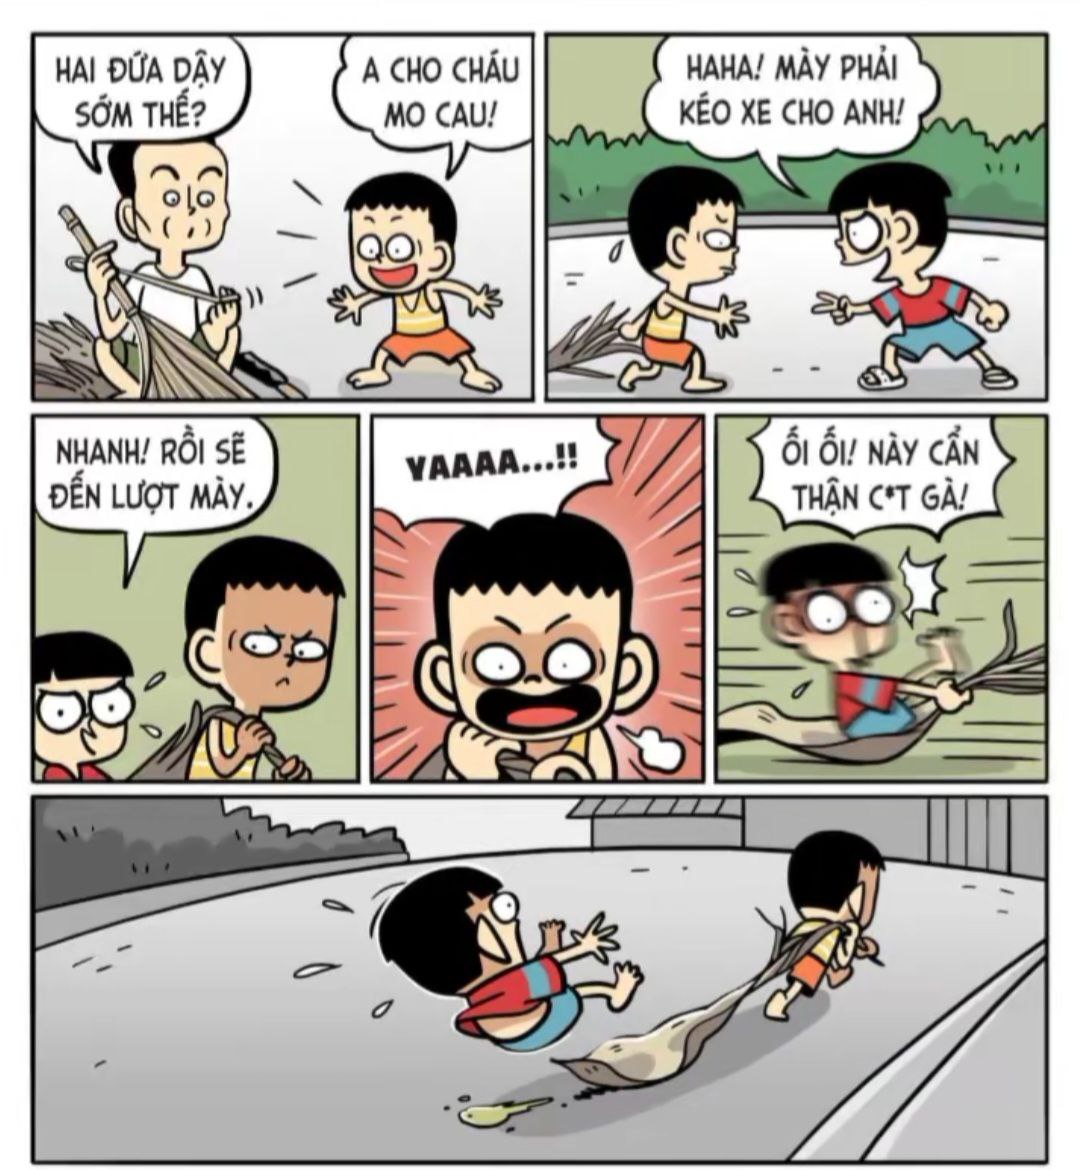 HAI ĐỨA DẬY
SỚM THẾ?
A CHO CHÁU
MO CAU!
HAHA! MÀY PHẢI
KÉO XE CHO ANH!
NHANH! RỒI SẼ
ĐẾN LƯỢT MÀY.
YAAAA...!!
ỐI ỐI! NÀY CẨN
THẬN C*T GÀ!